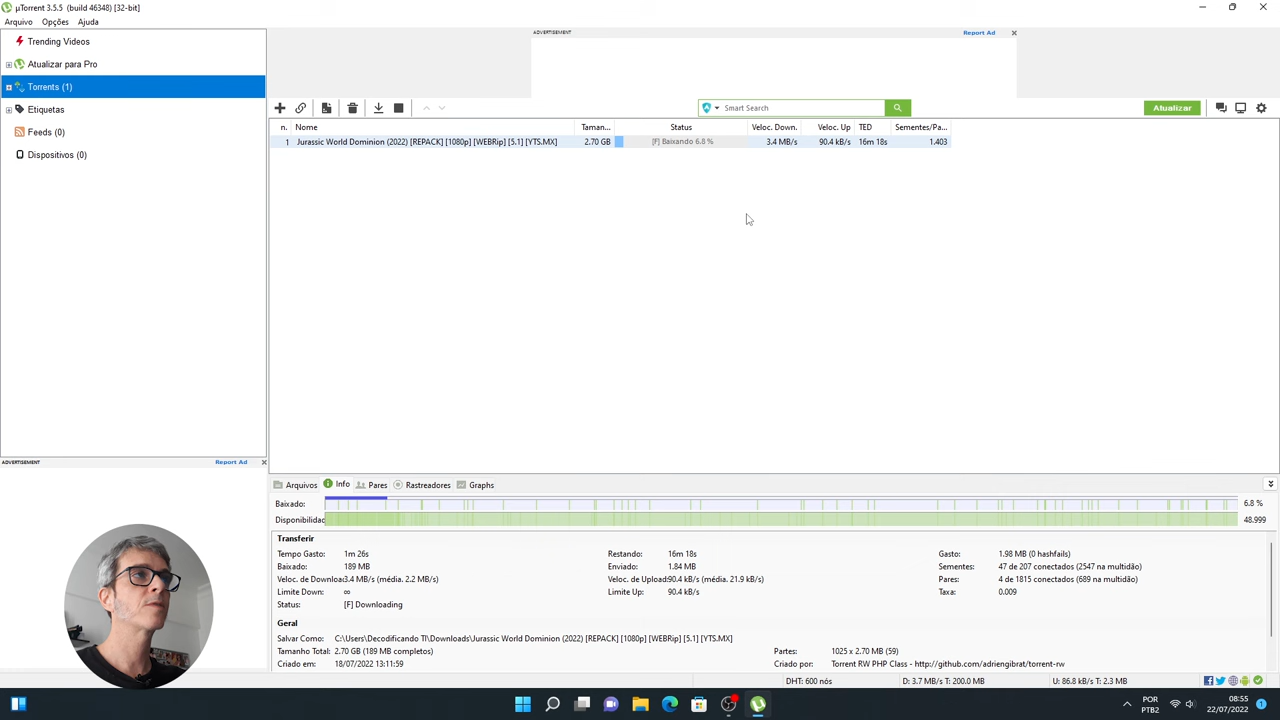 µTorrent 3.5.5 (build 46348) [32-bit]
Arquivo Opções Ajuda
ADVERTISEMENT Report Ad
Trending Videos
Atualizar para Pro
Torrents (1)
Etiquetas
Feeds (0)
Dispositivos (0)
Smart Search
Atualizar
n. Nome Taman... Status Veloc. Down. Veloc. Up TED Sementes/Pa...
1 Jurassic World Dominion (2022) [REPACK] [1080p] [WEBRip] [5.1] [YTS.MX] 2.70 GB [F] Baixando 6.8 % 3.4 MB/s 90.4 kB/s 16m 18s 1.403
ADVERTISEMENT Report Ad
Arquivos Info Pares Rastreadores Graphs
Baixado: 6.8 %
Disponibilidad 48.999
Transferir
Tempo Gasto: 1m 26s Restando: 16m 18s Gasto: 1.98 MB (0 hashfails)
Baixado: 189 MB Enviado: 1.84 MB Sementes: 47 de 207 conectados (2547 na multidão)
Veloc. de Downloa: 3.4 MB/s (média. 2.2 MB/s) Veloc. de Upload: 90.4 kB/s (média. 21.9 kB/s) Pares: 4 de 1815 conectados (689 na multidão)
Limite Down: ∞ Limite Up: 90.4 kB/s Taxa: 0.009
Status: [F] Downloading
Geral
Salvar Como: C:\Users\Decodificando TI\Downloads\Jurassic World Dominion (2022) [REPACK] [1080p] [WEBRip] [5.1] [YTS.MX]
Tamanho Total: 2.70 GB (189 MB completos) Partes: 1025 x 2.70 MB (59)
Criado em: 18/07/2022 13:11:59 Criado por: Torrent RW PHP Class - http://github.com/adriengibrat/torrent-rw
DHT: 600 nós D: 3.7 MB/s T: 200.0 MB U: 86.8 kB/s T: 2.3 MB
POR
PTB2
08:55
22/07/2022
1